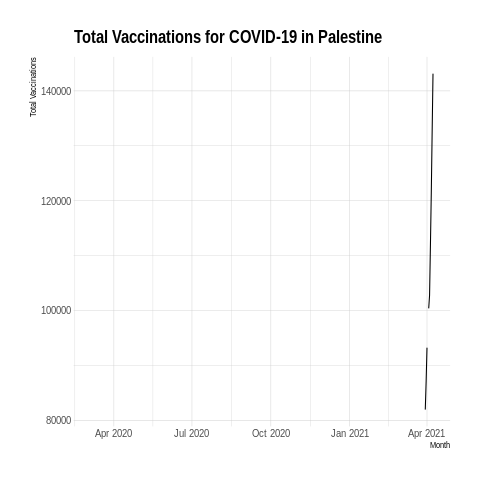 Total Vaccinations for COVID-19 in Palestine
Total Vaccinations
140000
120000
100000
80000
Apr 2020 Jul 2020 Oct 2020 Jan 2021 Apr 2021
Month